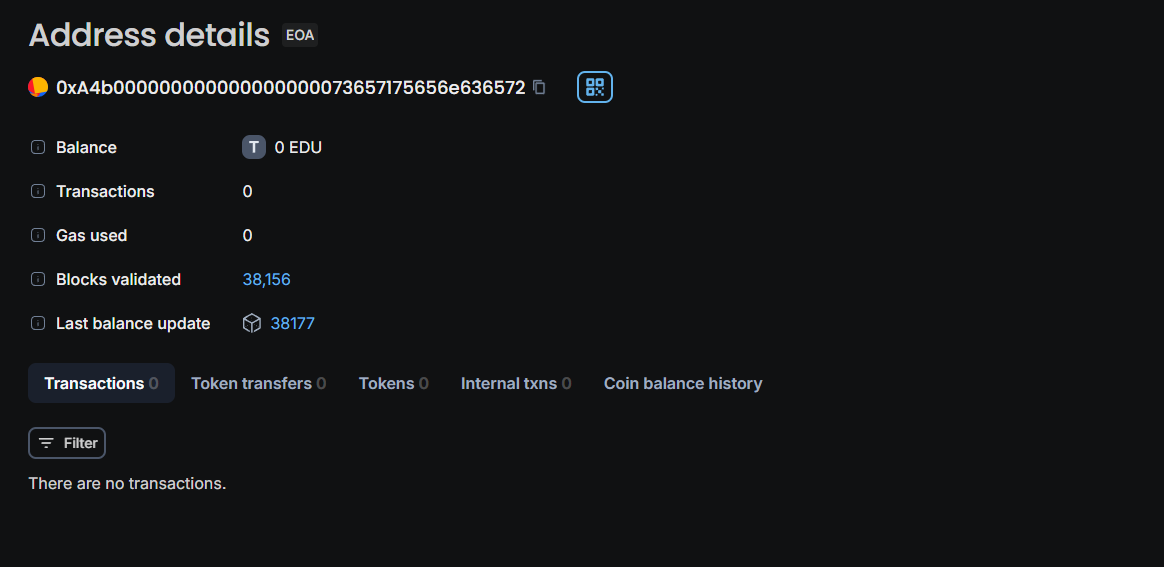 Address details EOA
0xA4b000000000000000000073657175656e636572
Balance T 0 EDU
Transactions 0
Gas used 0
Blocks validated 38,156
Last balance update 38177
Transactions 0 Token transfers 0 Tokens 0 Internal txns 0 Coin balance history
Filter
There are no transactions.